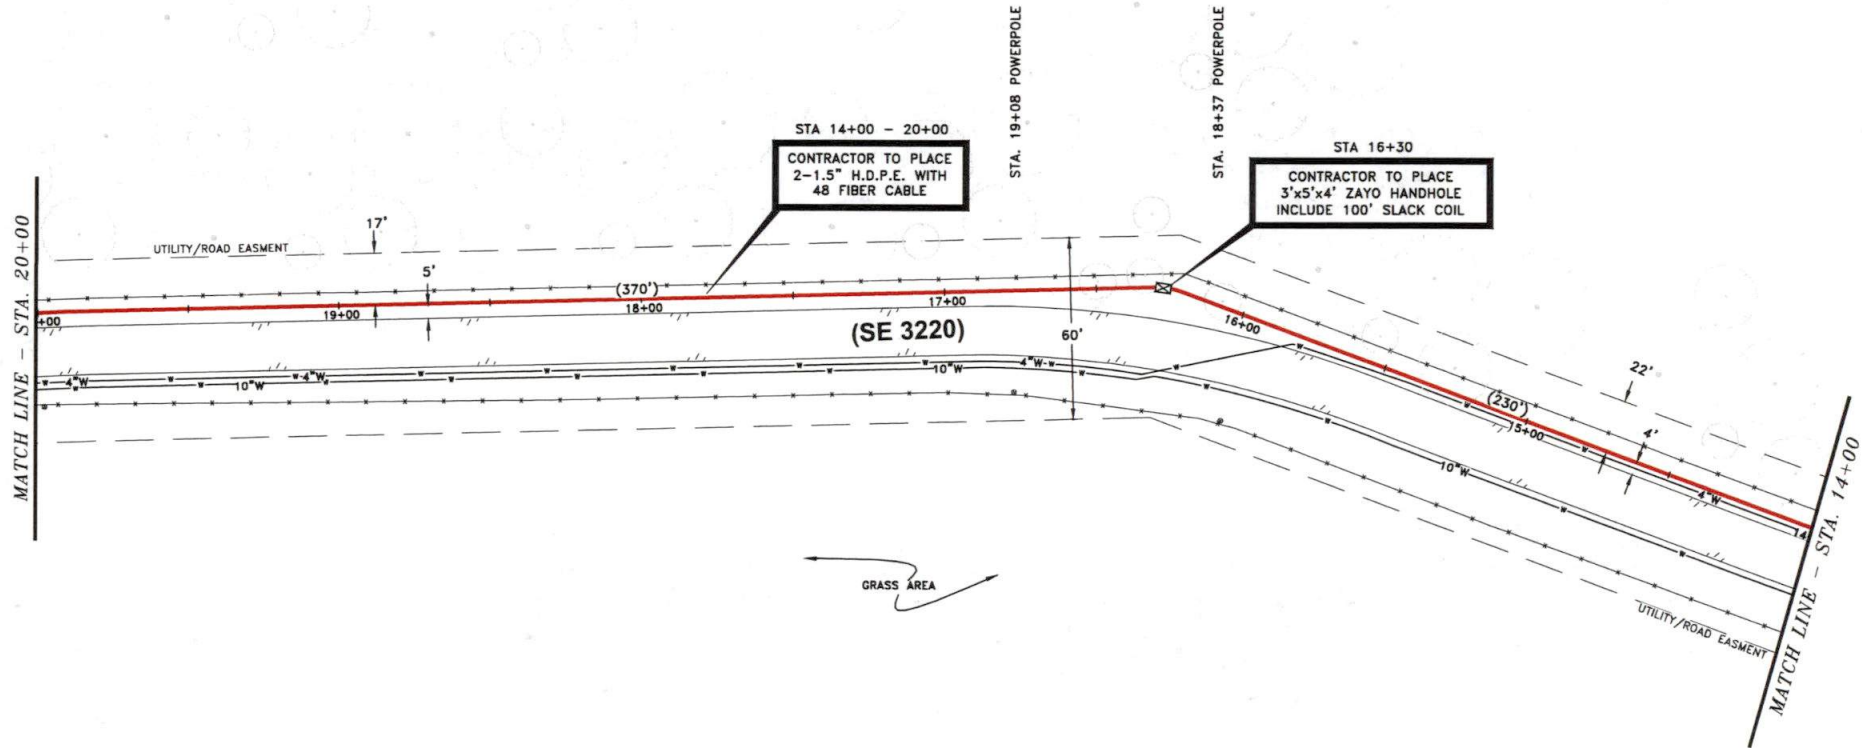 STA. 19+08 POWERPOLE
STA. 18+37 POWERPOLE
STA 14+00 - 20+00
CONTRACTOR TO PLACE
2-1.5" H.D.P.E. WITH
48 FIBER CABLE
STA 16+30
CONTRACTOR TO PLACE
3'x5'x4' ZAYO HANDHOLE
INCLUDE 100' SLACK COIL
MATCH LINE - STA. 20+00
17'
UTILITY/ROAD EASMENT
5'
(370')
+00
19+00
18+00
17+00
16+00
(SE 3220)
60'
4"W
10"W
4"W
10"W
4"W
22'
(230')
15+00
4'
10"W
4"W
14
GRASS AREA
UTILITY/ROAD EASMENT
MATCH LINE - STA. 14+00